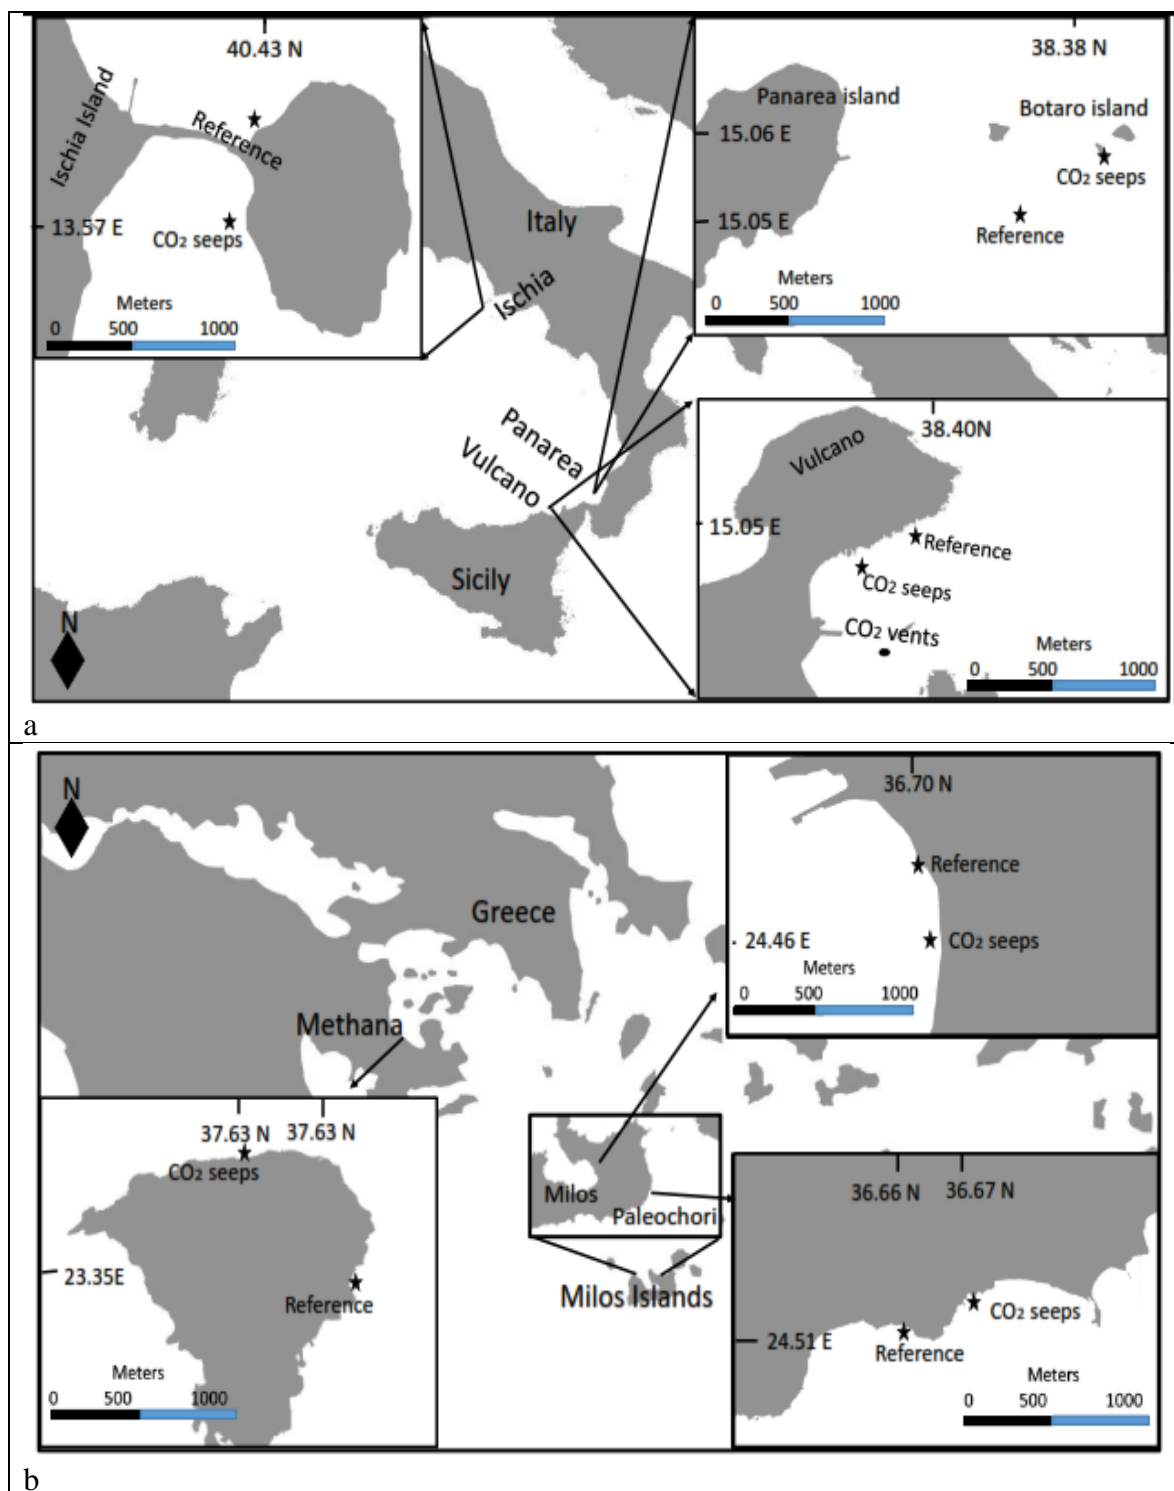 40.43 N
Ischia Island
Reference
13.57 E
CO₂ seeps
Meters
0 500 1000
Italy
Ischia
Panarea
Vulcano
Sicily
N
38.38 N
Panarea island
Botaro island
15.06 E
CO₂ seeps
15.05 E
Reference
Meters
0 500 1000
38.40N
Vulcano
15.05 E
Reference
CO₂ seeps
CO₂ vents
Meters
0 500 1000
a
N
Greece
Methana
36.70 N
Reference
24.46 E
CO₂ seeps
Meters
0 500 1000
37.63 N 37.63 N
CO₂ seeps
23.35E
Reference
Meters
0 500 1000
Milos
Paleochori
Milos Islands
36.66 N 36.67 N
CO₂ seeps
24.51 E
Reference
Meters
0 500 1000
b